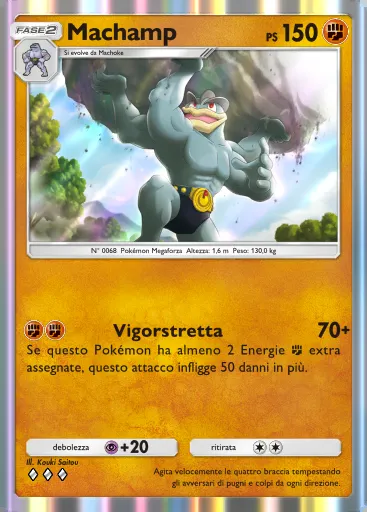 FASE 2 Machamp PS 150
Si evolve da Machoke
N° 0068 Pokémon Megaforza Altezza: 1,6 m Peso: 130,0 kg
Vigorstretta 70+
Se questo Pokémon ha almeno 2 Energie extra
assegnate, questo attacco infligge 50 danni in più.
debolezza +20 ritirata
Ill. Kouki Saitou
Agita velocemente le quattro braccia tempestando
gli avversari di pugni e colpi da ogni direzione.